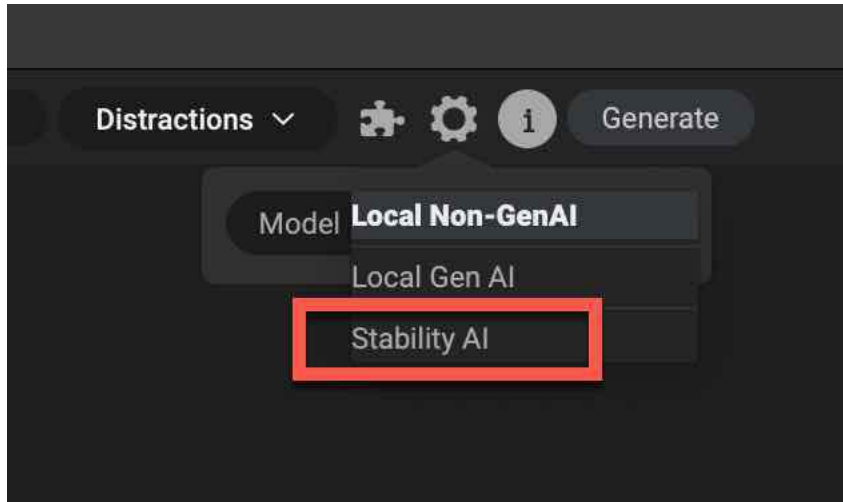 Distractions
i
Generate
Model
Local Non-GenAI
Local Gen AI
Stability AI